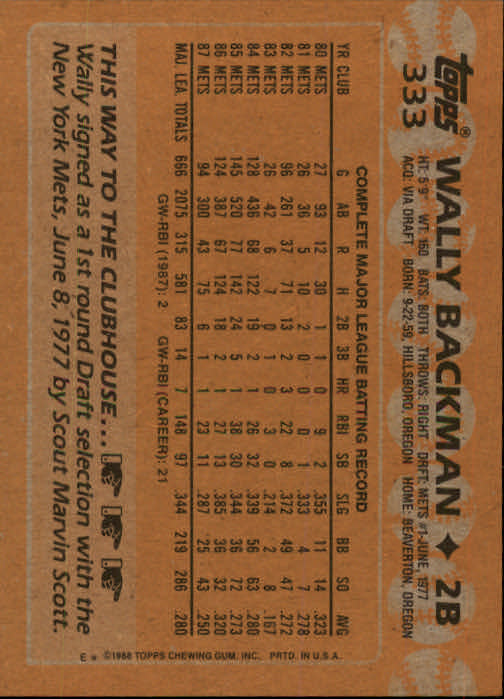 topps® WALLY BACKMAN ♦ 2B
333 HT: 5'9" WT: 160 BATS: BOTH THROWS: RIGHT DRFT: METS #1-JUNE, 1977
ACQ: VIA DRAFT BORN: 9-22-59, HILLSBORO, OREGON HOME: BEAVERTON, OREGON
COMPLETE MAJOR LEAGUE BATTING RECORD
YR CLUB G AB R H 2B 3B HR RBI SB SLG BB SO AVG
80 METS 27 93 12 30 1 1 0 9 2 .355 11 14 .323
81 METS 26 36 5 10 2 0 0 0 1 .333 4 7 .278
82 METS 96 261 37 71 13 2 3 22 8 .372 49 47 .272
83 METS 26 42 6 7 0 1 0 3 0 .214 2 8 .167
84 METS 128 436 68 122 19 2 1 26 32 .339 56 63 .280
85 METS 145 520 77 142 24 5 1 38 30 .344 36 72 .273
86 METS 124 387 67 124 18 2 1 27 13 .385 36 32 .320
87 METS 94 300 43 75 6 1 1 23 11 .287 25 43 .250
MAJ LEA TOTALS 666 2075 315 581 83 14 7 148 97 .344 219 286 .280
GW-RBI (1987): 2 GW-RBI (CAREER): 21
THIS WAY TO THE CLUBHOUSE...
Wally signed as a 1st round Draft selection with the
New York Mets, June 8, 1977 by Scout Marvin Scott.
E * ©1988 TOPPS CHEWING GUM, INC. PRTD. IN U.S.A.